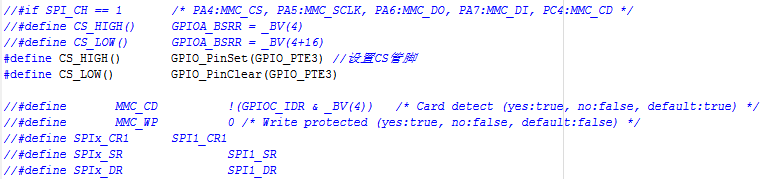 //#if SPI_CH == 1 /* PA4:MMC_CS, PA5:MMC_SCLK, PA6:MMC_DO, PA7:MMC_DI, PC4:MMC_CD */
//#define CS_HIGH() GPIOA_BSRR = _BV(4)
//#define CS_LOW() GPIOA_BSRR = _BV(4+16)
#define CS_HIGH() GPIO_PinSet(GPIO_PTE3) //设置CS管脚
#define CS_LOW() GPIO_PinClear(GPIO_PTE3)
//#define MMC_CD !(GPIOC_IDR & _BV(4)) /* Card detect (yes:true, no:false, default:true) */
//#define MMC_WP 0 /* Write protected (yes:true, no:false, default:false) */
//#define SPIx_CR1 SPI1_CR1
//#define SPIx_SR SPI1_SR
//#define SPIx_DR SPI1_DR